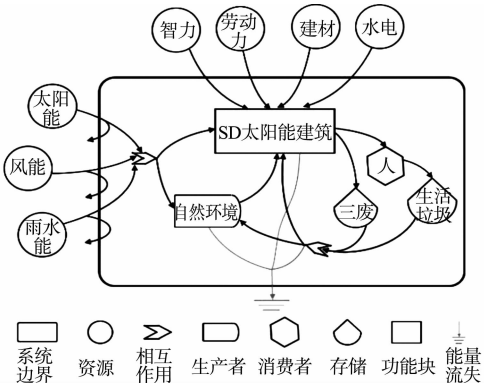 智力
劳动
力
建材
水电
太阳
能
风能
雨水
能
SD太阳能建筑
人
自然环境
三废
生活
垃圾
系统
边界
资源
相互
作用
生产者
消费者
存储
功能块
能量
流失